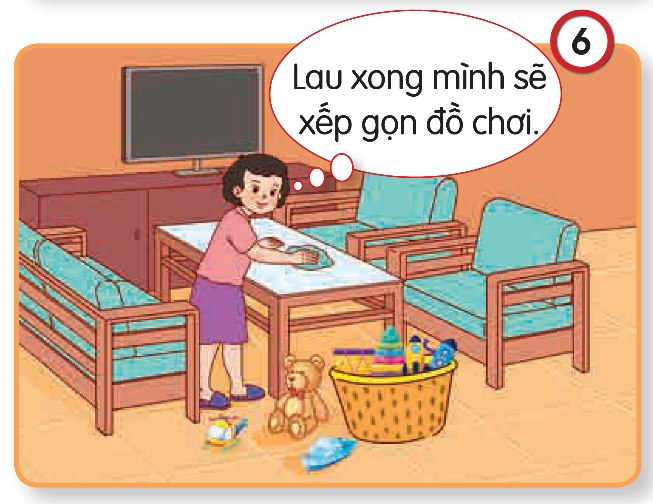 6
Lau xong mình sẽ
xếp gọn đồ chơi.